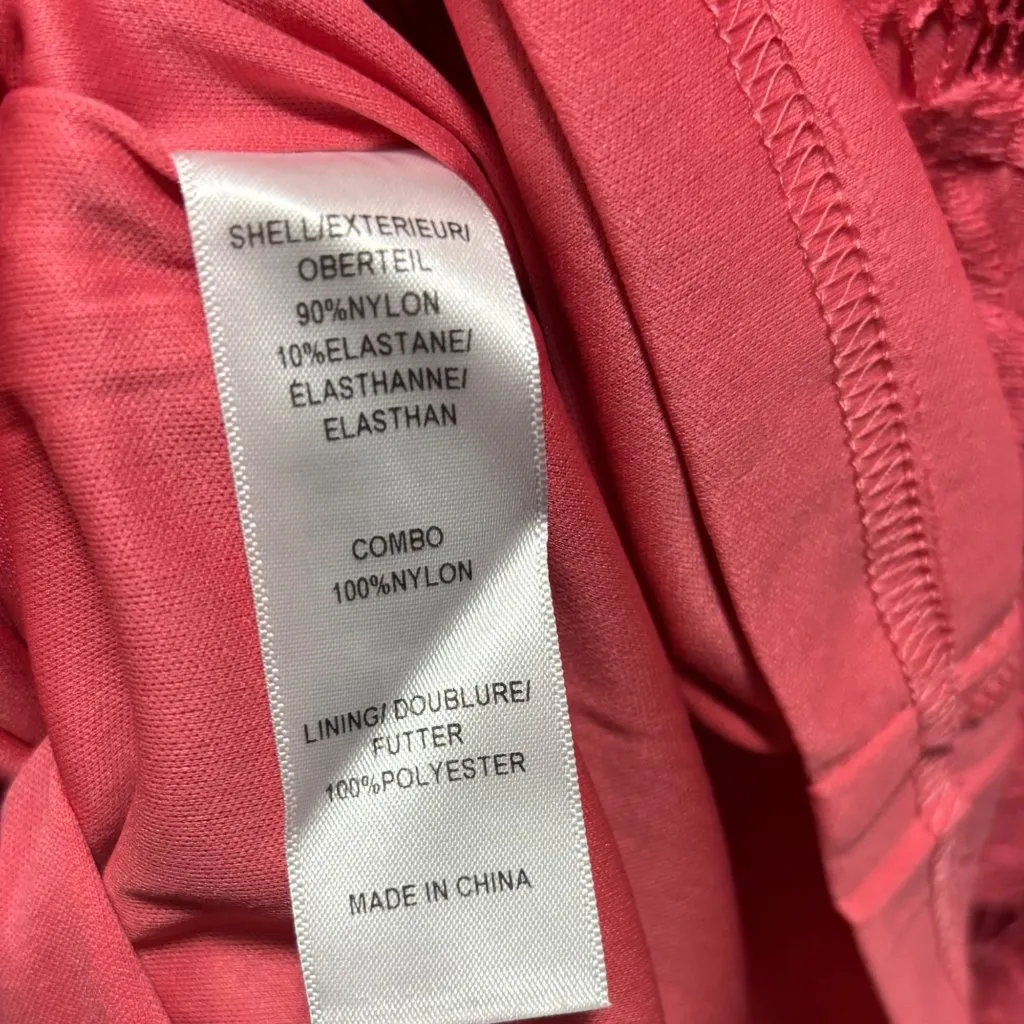 SHELL/EXTERIEUR/
OBERTEIL
90%NYLON
10%ELASTANE/
ÉLASTHANNE/
ELASTHAN
COMBO
100%NYLON
LINING/ DOUBLURE/
FUTTER
100%POLYESTER
MADE IN CHINA